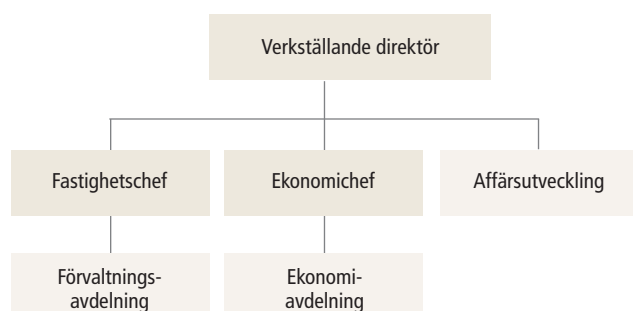 Verkställande direktör
Fastighetschef
Ekonomichef
Affärsutveckling
Förvaltnings-
avdelning
Ekonomi-
avdelning